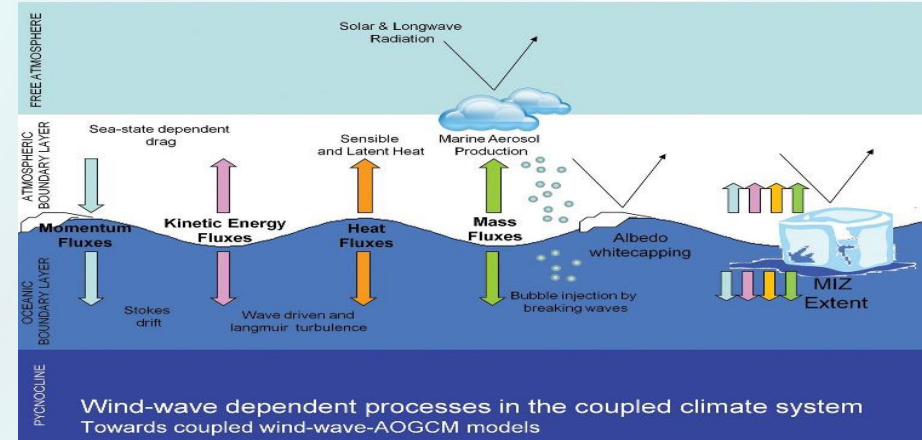 FREE ATMOSPHERE
Solar & Longwave
Radiation
ATMOSPHERIC
BOUNDARY LAYER
Sea-state dependent
drag
Sensible
and Latent Heat
Marine Aerosol
Production
Momentum
Fluxes
Kinetic Energy
Fluxes
Heat
Fluxes
Mass
Fluxes
Albedo
whitecapping
MIZ
Extent
OCEANIC
BOUNDARY LAYER
Stokes
drift
Wave driven and
langmuir turbulence
Bubble injection by
breaking waves
PYCNOCLINE
Wind-wave dependent processes in the coupled climate system
Towards coupled wind-wave-AOGCM models